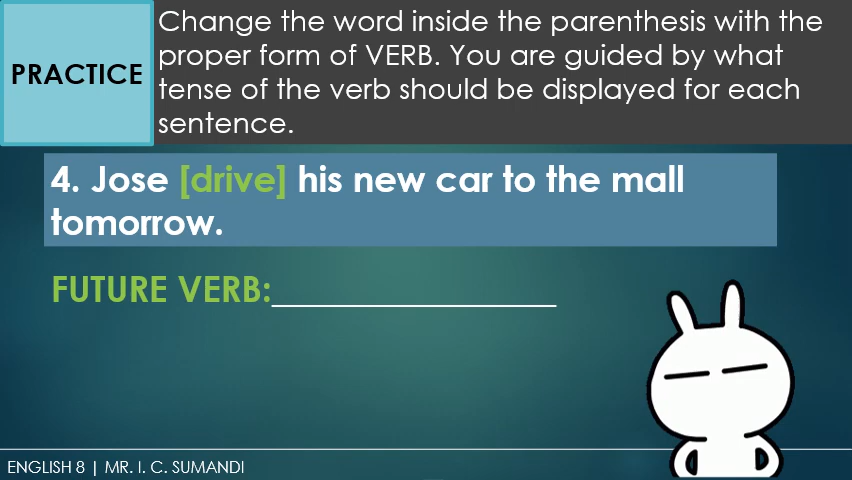 PRACTICE
Change the word inside the parenthesis with the
proper form of VERB. You are guided by what
tense of the verb should be displayed for each
sentence.
4. Jose [drive] his new car to the mall
tomorrow.
FUTURE VERB:__________________
ENGLISH 8 | MR. I. C. SUMANDI